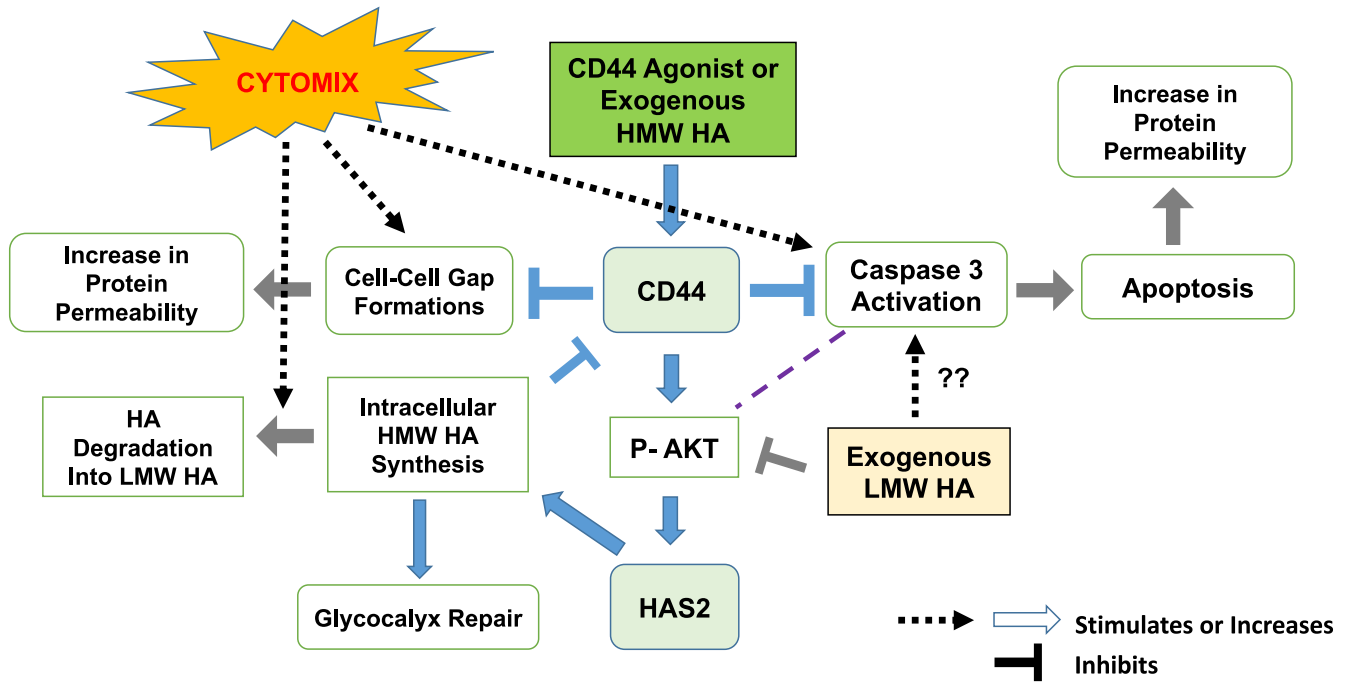 CYTOMIX
CD44 Agonist or
Exogenous
HMW HA
Increase in
Protein
Permeability
Increase in
Protein
Permeability
Cell-Cell Gap
Formations
CD44
Caspase 3
Activation
Apoptosis
HA
Degradation
Into LMW HA
Intracellular
HMW HA
Synthesis
P- AKT
??
Exogenous
LMW HA
Glycocalyx Repair
HAS2
Stimulates or Increases
Inhibits